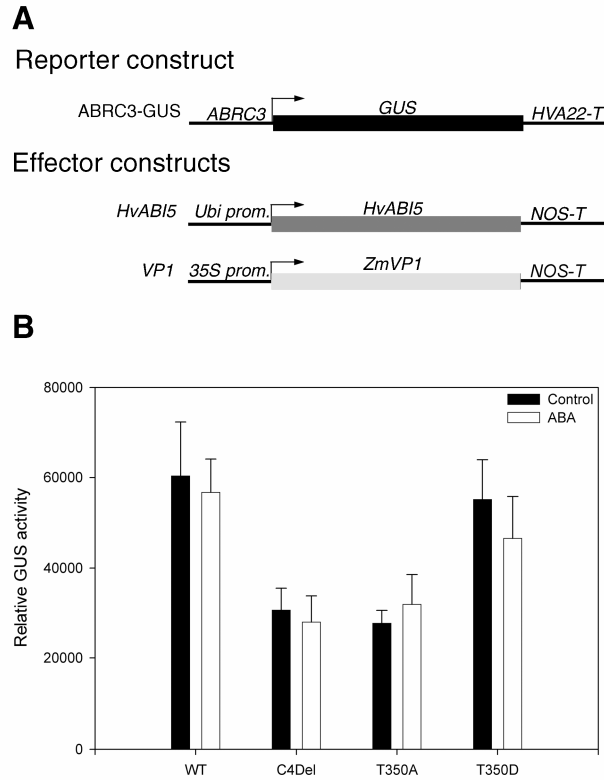 A
Reporter construct
ABRC3-GUS ABRC3 GUS HVA22-T
Effector constructs
HvABI5 Ubi prom. HvABI5 NOS-T
VP1 35S prom. ZmVP1 NOS-T
B
80000
60000
40000
20000
0
Relative GUS activity
Control
ABA
WT C4Del T350A T350D